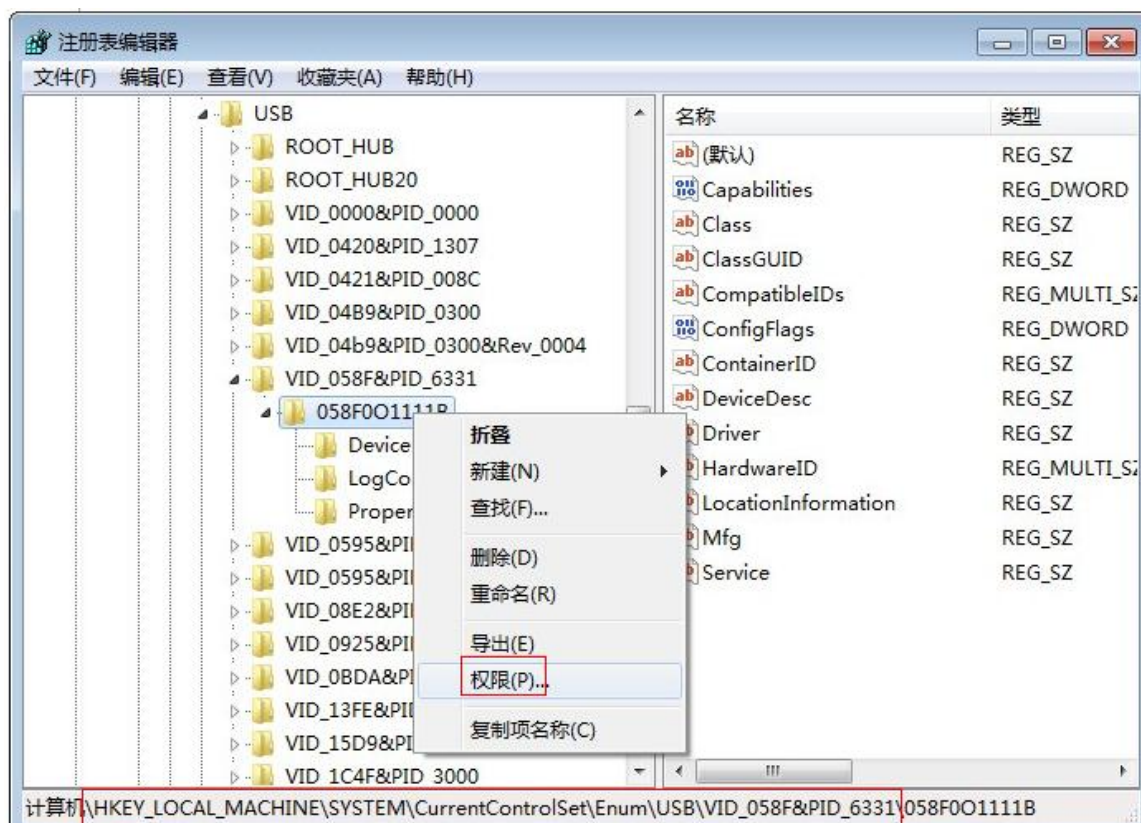 注册表编辑器
文件(F) 编辑(E) 查看(V) 收藏夹(A) 帮助(H)
USB
ROOT_HUB
ROOT_HUB20
VID_0000&PID_0000
VID_0420&PID_1307
VID_0421&PID_008C
VID_04B9&PID_0300
VID_04b9&PID_0300&Rev_0004
VID_058F&PID_6331
058F0O1111B
Device
LogCo
Proper
VID_0595&PI
VID_0595&PI
VID_08E2&PI
VID_0925&PI
VID_0BDA&PI
VID_13FE&PI
VID_15D9&PI
VID_1C4F&PID_3000
折叠
新建(N)
查找(F)...
删除(D)
重命名(R)
导出(E)
权限(P)...
复制项名称(C)
名称 类型
(默认) REG_SZ
Capabilities REG_DWORD
Class REG_SZ
ClassGUID REG_SZ
CompatibleIDs REG_MULTI_SZ
ConfigFlags REG_DWORD
ContainerID REG_SZ
DeviceDesc REG_SZ
Driver REG_SZ
HardwareID REG_MULTI_SZ
LocationInformation REG_SZ
Mfg REG_SZ
Service REG_SZ
计算机\HKEY_LOCAL_MACHINE\SYSTEM\CurrentControlSet\Enum\USB\VID_058F&PID_6331\058F0O1111B